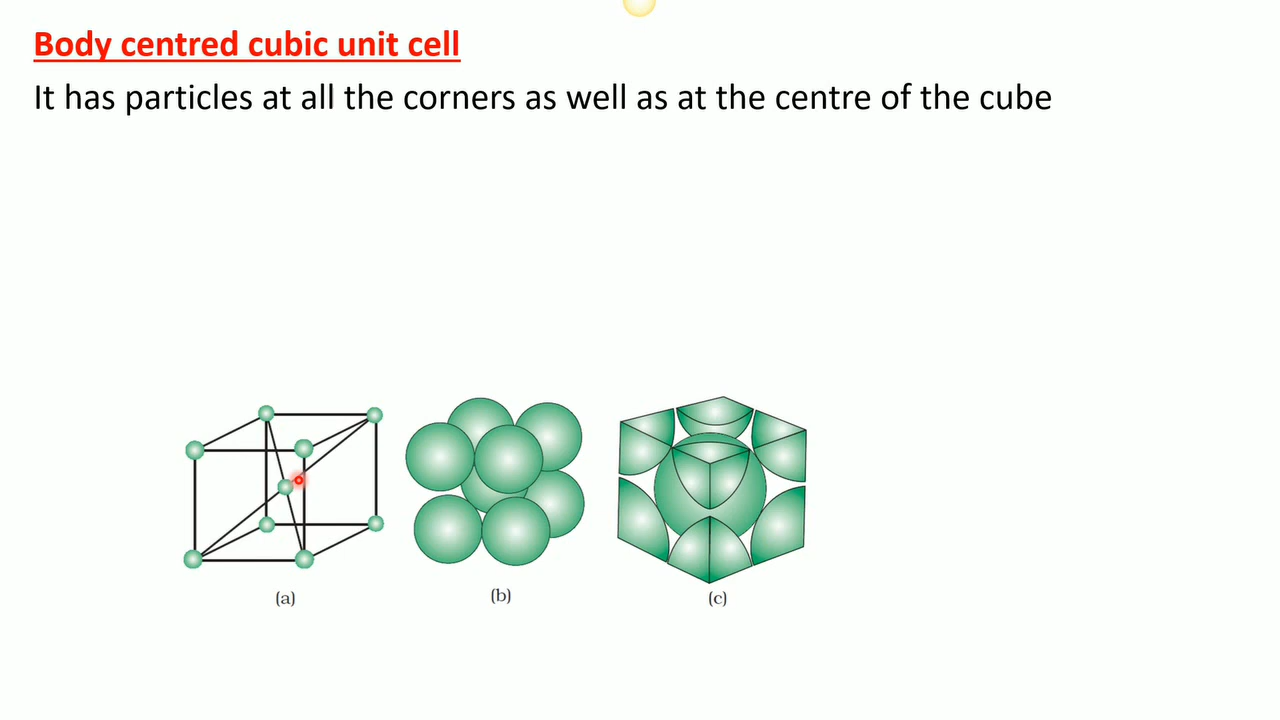 Body centred cubic unit cell
It has particles at all the corners as well as at the centre of the cube
(a)
(b)
(c)